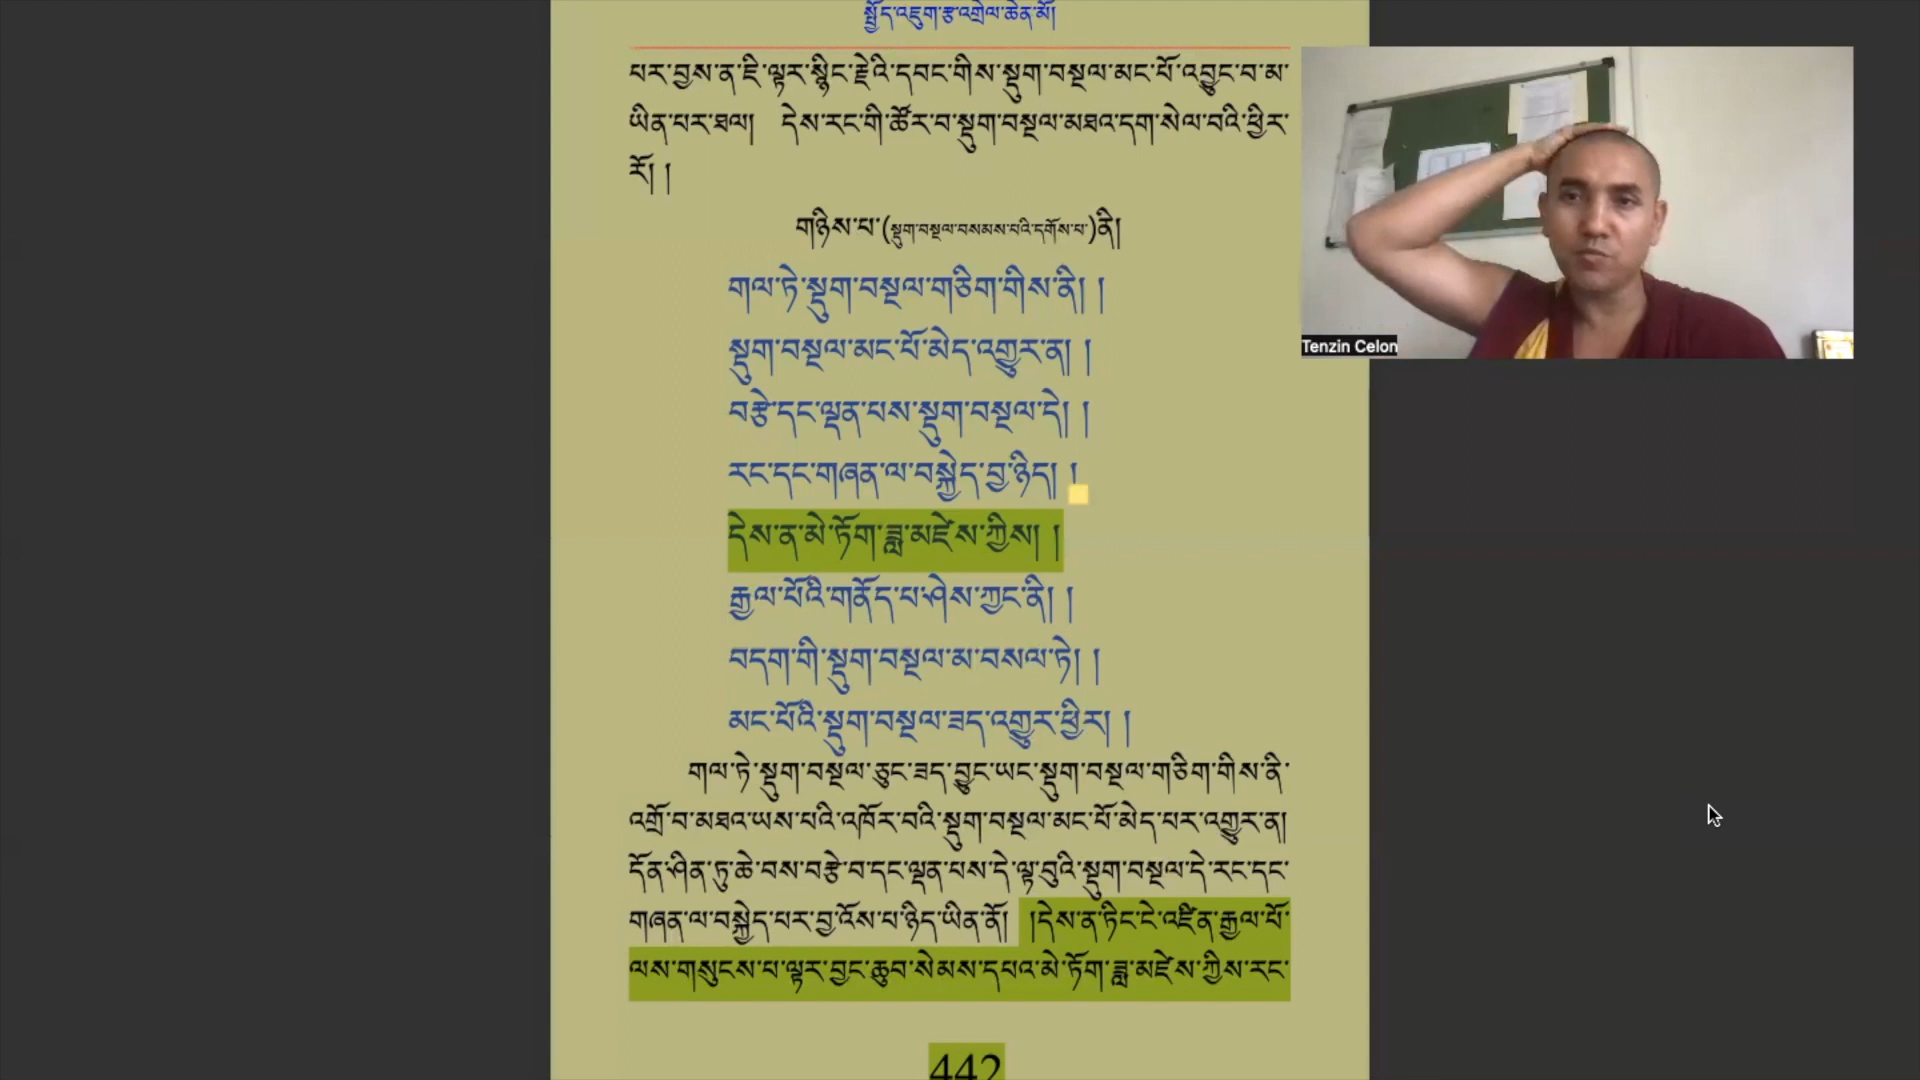 སྤྱོད་འཇུག་རྩ་འགྲེལ་ཆེན་མོ།
པར་བྱས་ན་ཇི་ལྟར་སྙིང་རྗེའི་དབང་གིས་སྡུག་བསྔལ་མང་པོ་འབྱུང་བ་མ་
ཡིན་པར་ཐལ། དེས་རང་གི་ཚོར་བ་སྡུག་བསྔལ་མཐའ་དག་སེལ་བའི་ཕྱིར་
རོ། །
གཉིས་པ་(སྡུག་བསྔལ་བསམས་པའི་དགོས་པ་)ནི།
གལ་ཏེ་སྡུག་བསྔལ་གཅིག་གིས་ནི། །
སྡུག་བསྔལ་མང་པོ་མེད་འགྱུར་ན། །
བརྩེ་དང་ལྡན་པས་སྡུག་བསྔལ་དེ། །
རང་དང་གཞན་ལ་བསྐྱེད་བྱ་ཉིད། །
དེས་ན་མེ་ཏོག་ཟླ་མཛེས་ཀྱིས། །
རྒྱལ་པོའི་གནོད་པ་ཤེས་ཀྱང་ནི། །
བདག་གི་སྡུག་བསྔལ་མ་བསལ་ཏེ། །
མང་པོའི་སྡུག་བསྔལ་ཟད་འགྱུར་ཕྱིར། །
གལ་ཏེ་སྡུག་བསྔལ་ཅུང་ཟད་བྱུང་ཡང་སྡུག་བསྔལ་གཅིག་གིས་ནི་
འགྲོ་བ་མཐའ་ཡས་པའི་འཁོར་བའི་སྡུག་བསྔལ་མང་པོ་མེད་པར་འགྱུར་ན།
དོན་ཤིན་ཏུ་ཆེ་བས་བརྩེ་བ་དང་ལྡན་པས་དེ་ལྟ་བུའི་སྡུག་བསྔལ་དེ་རང་དང་
གཞན་ལ་བསྐྱེད་པར་བྱ་འོས་པ་ཉིད་ཡིན་ནོ། །དེས་ན་ཏིང་ངེ་འཛིན་རྒྱལ་པོ་
ལས་གསུངས་པ་ལྟར་བྱང་ཆུབ་སེམས་དཔའ་མེ་ཏོག་ཟླ་མཛེས་ཀྱིས་རང་
442
Tenzin Celon